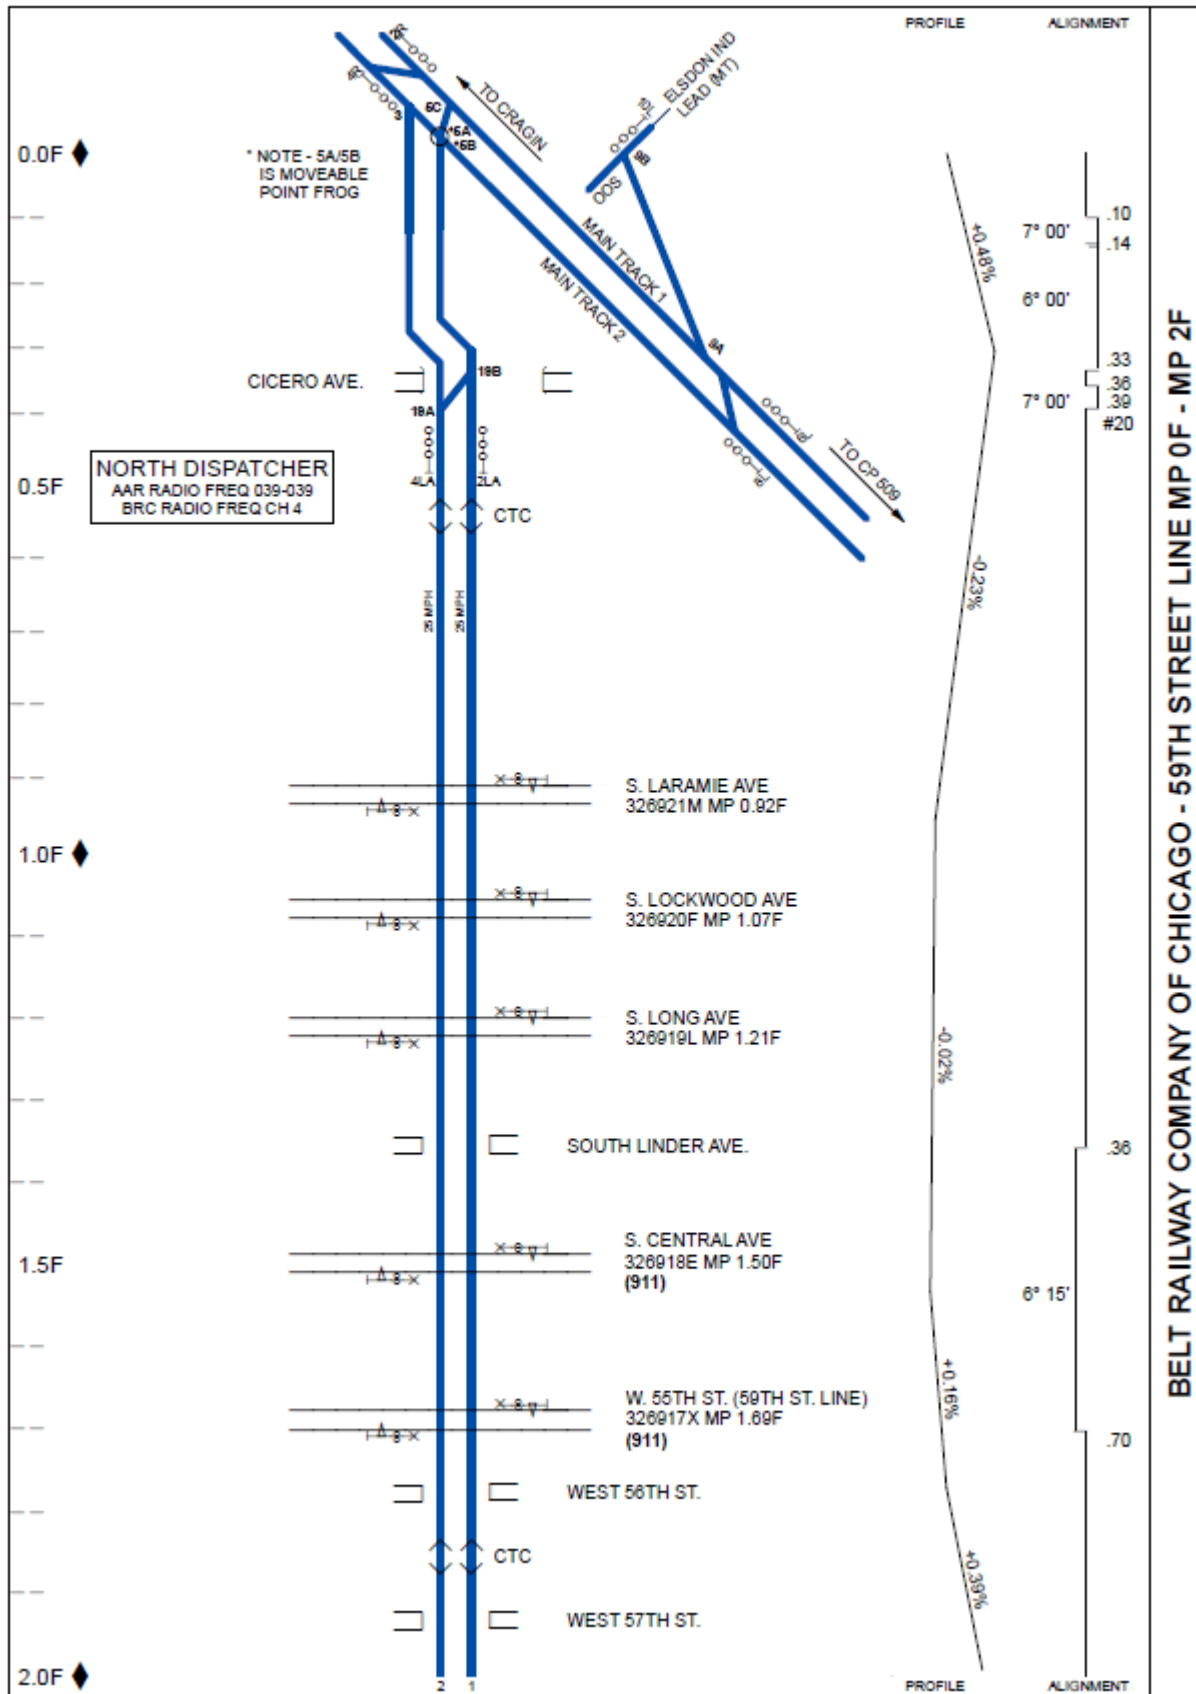 PROFILE
ALIGNMENT
2R
4R
TO CRAGIN
ELSDON IND
LEAD (MT)
10L
9B
OOS
5C
*5A
*5B
0.0F
* NOTE - 5A/5B
IS MOVEABLE
POINT FROG
MAIN TRACK 1
MAIN TRACK 2
+0.48%
7° 00'
.10
.14
6° 00'
9A
CICERO AVE.
19B
19A
.33
.36
7° 00'
.39
#20
TO CP 509
NORTH DISPATCHER
AAR RADIO FREQ 039-039
BRC RADIO FREQ CH 4
0.5F
4LA
2LA
CTC
25 MPH
25 MPH
-0.23%
S. LARAMIE AVE
326921M MP 0.92F
1.0F
S. LOCKWOOD AVE
326920F MP 1.07F
S. LONG AVE
326919L MP 1.21F
-0.02%
SOUTH LINDER AVE.
.36
S. CENTRAL AVE
326918E MP 1.50F
(911)
1.5F
6° 15'
W. 55TH ST. (59TH ST. LINE)
326917X MP 1.69F
(911)
+0.16%
.70
WEST 56TH ST.
CTC
+0.39%
WEST 57TH ST.
2.0F
2
1
PROFILE
ALIGNMENT
BELT RAILWAY COMPANY OF CHICAGO - 59TH STREET LINE MP 0F - MP 2F